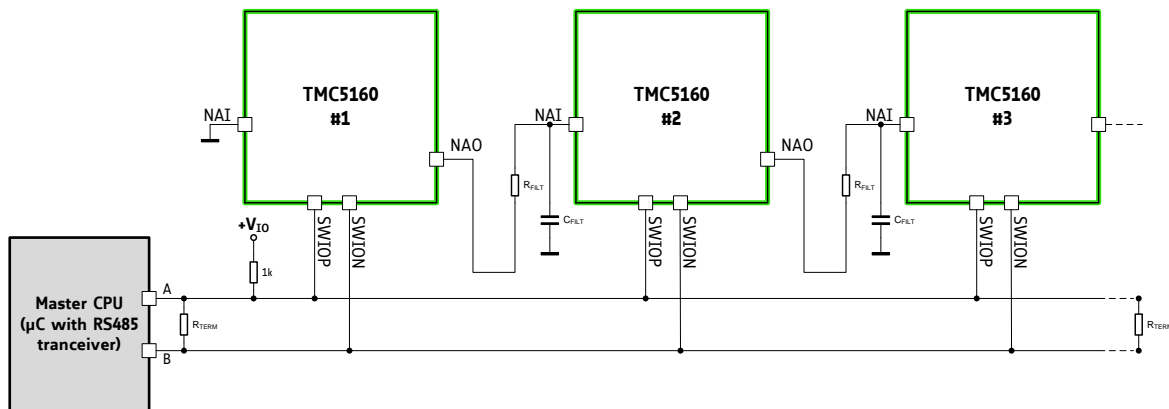 TMC5160
#1
TMC5160
#2
TMC5160
#3
NAI
NAO
NAI
NAO
NAI
RFILT
CFILT
RFILT
CFILT
SWIOP
SWION
SWIOP
SWION
SWIOP
SWION
+VIO
1k
Master CPU
(µC with RS485
tranceiver)
A
B
RTERM
RTERM